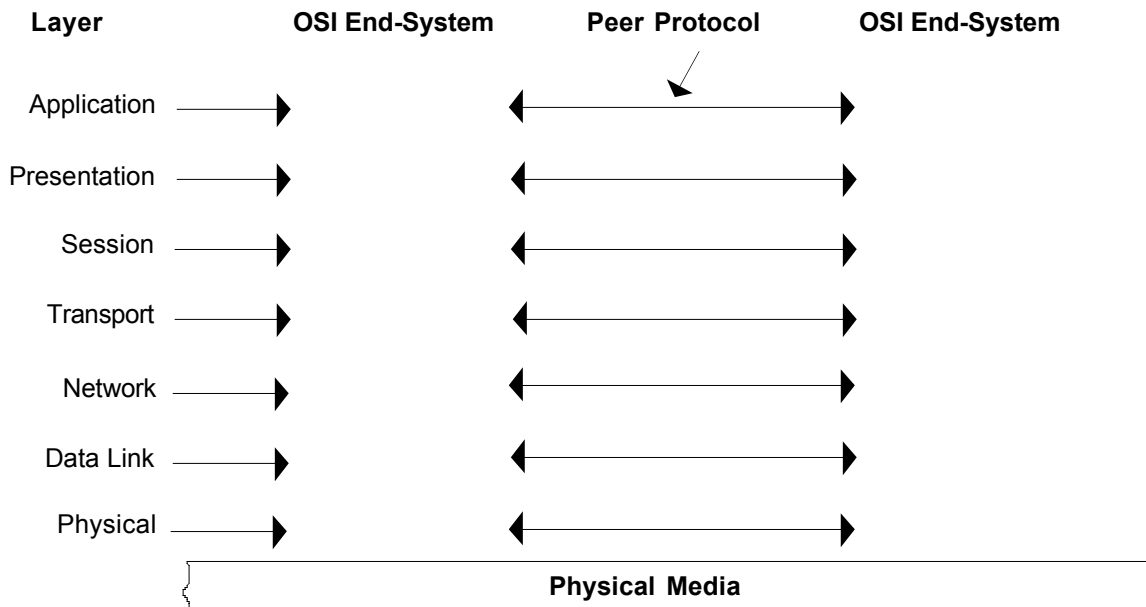 Layer OSI End-System Peer Protocol OSI End-System
Application
Presentation
Session
Transport
Network
Data Link
Physical
Physical Media